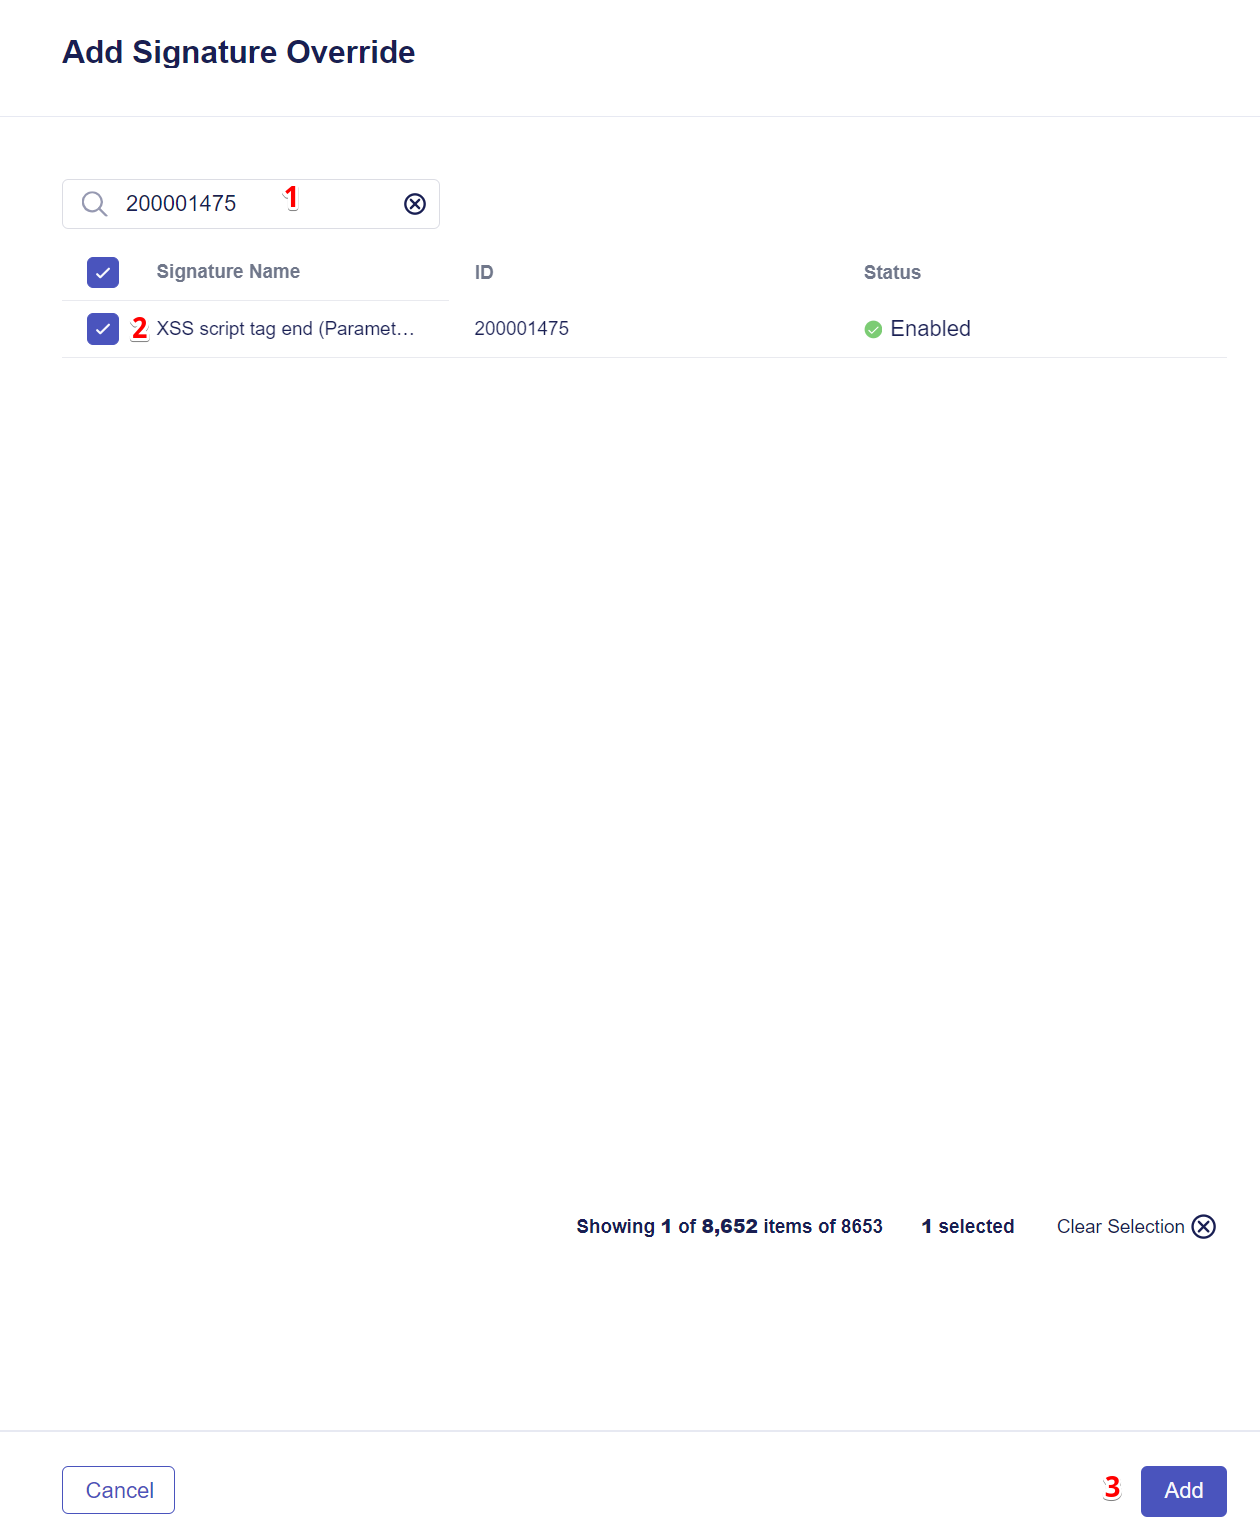 Add Signature Override
200001475 1
Signature Name ID Status
2 XSS script tag end (Paramet... 200001475 Enabled
Showing 1 of 8,652 items of 8653 1 selected Clear Selection
Cancel 3 Add